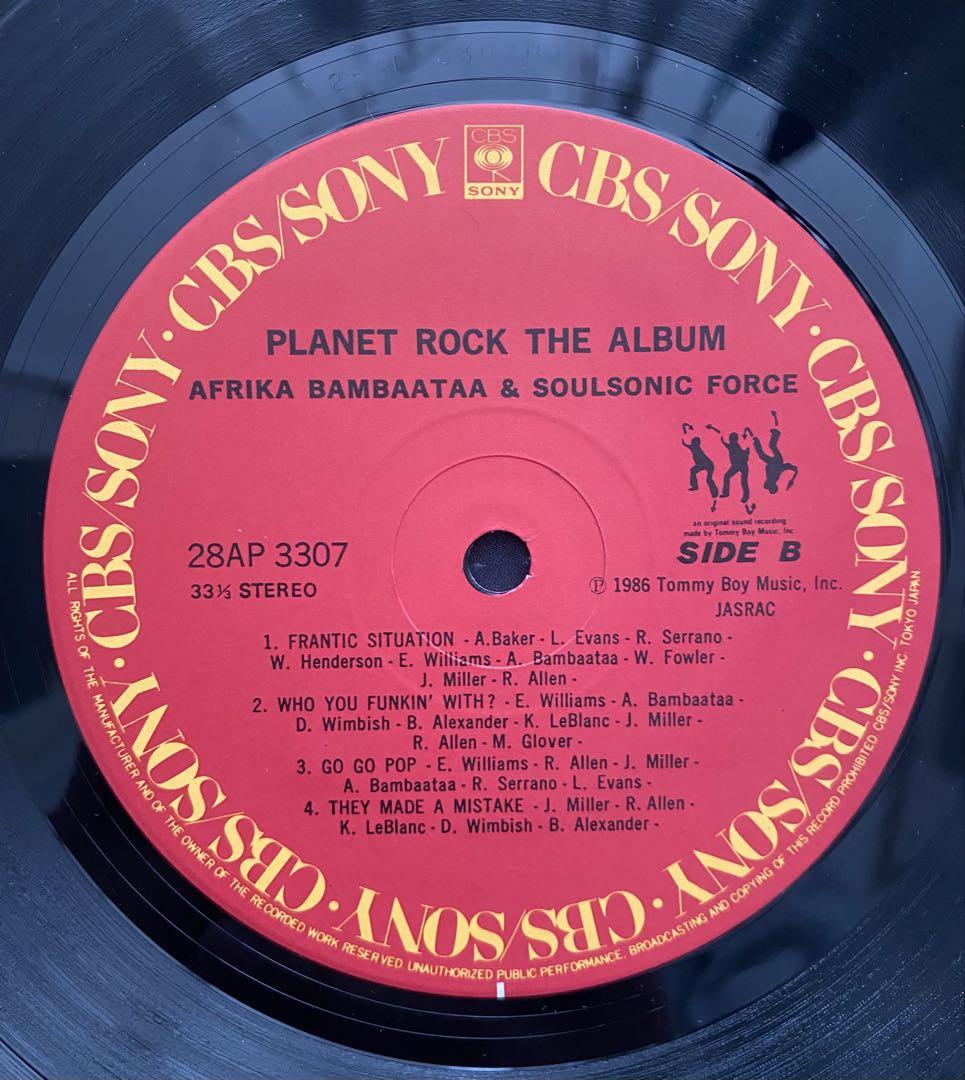 CBS
SONY
CBS/SONY · CBS/SONY · CBS/SONY · CBS/SONY · CBS/SONY · CBS/SONY · CBS/SONY · CBS/SONY
PLANET ROCK THE ALBUM
AFRIKA BAMBAATAA & SOULSONIC FORCE
an original sound recording
made by Tommy Boy Music, Inc
SIDE B
28AP 3307
33⅓ STEREO
Ⓟ 1986 Tommy Boy Music, Inc.
JASRAC
1. FRANTIC SITUATION - A.Baker - L. Evans - R. Serrano -
W. Henderson - E. Williams - A. Bambaataa - W. Fowler -
J. Miller - R. Allen -
2. WHO YOU FUNKIN' WITH? - E. Williams - A. Bambaataa -
D. Wimbish - B. Alexander - K. LeBlanc - J. Miller -
R. Allen - M. Glover -
3. GO GO POP - E. Williams - R. Allen - J. Miller -
A. Bambaataa - R. Serrano - L. Evans -
4. THEY MADE A MISTAKE - J. Miller - R. Allen -
K. LeBlanc - D. Wimbish - B. Alexander -
ALL RIGHTS OF THE MANUFACTURER AND OF THE OWNER OF THE RECORDED WORK RESERVED. UNAUTHORIZED PUBLIC PERFORMANCE, BROADCASTING AND COPYING OF THIS RECORD PROHIBITED CBS/SONY INC. TOKYO JAPAN.